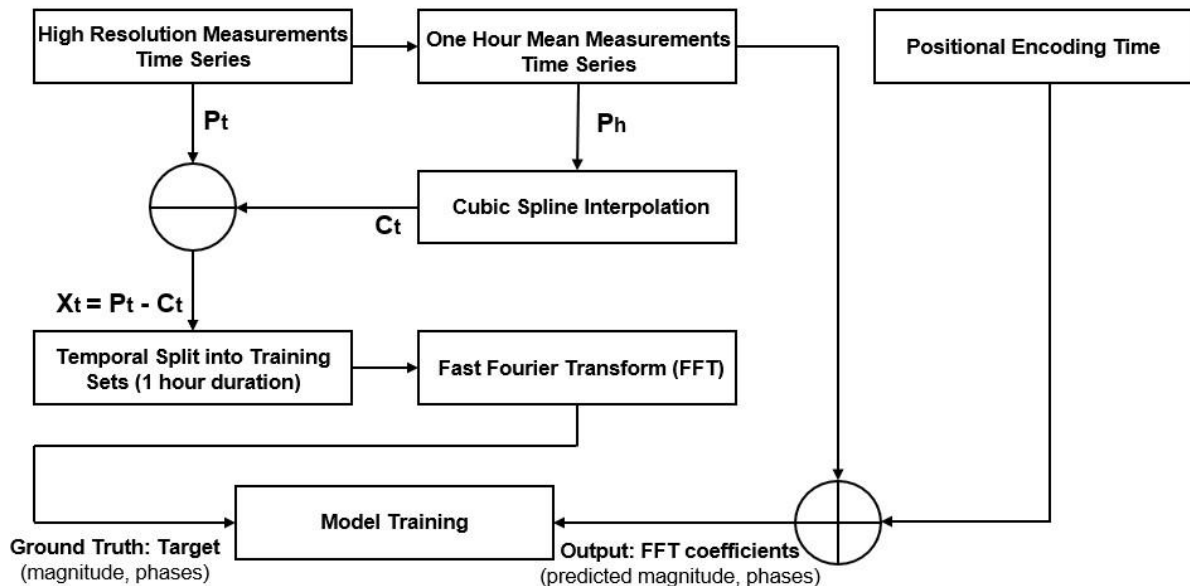 High Resolution Measurements
Time Series
One Hour Mean Measurements
Time Series
Positional Encoding Time
Pt
Ph
Cubic Spline Interpolation
Ct
Xt = Pt - Ct
Temporal Split into Training
Sets (1 hour duration)
Fast Fourier Transform (FFT)
Model Training
Ground Truth: Target
(magnitude, phases)
Output: FFT coefficients
(predicted magnitude, phases)